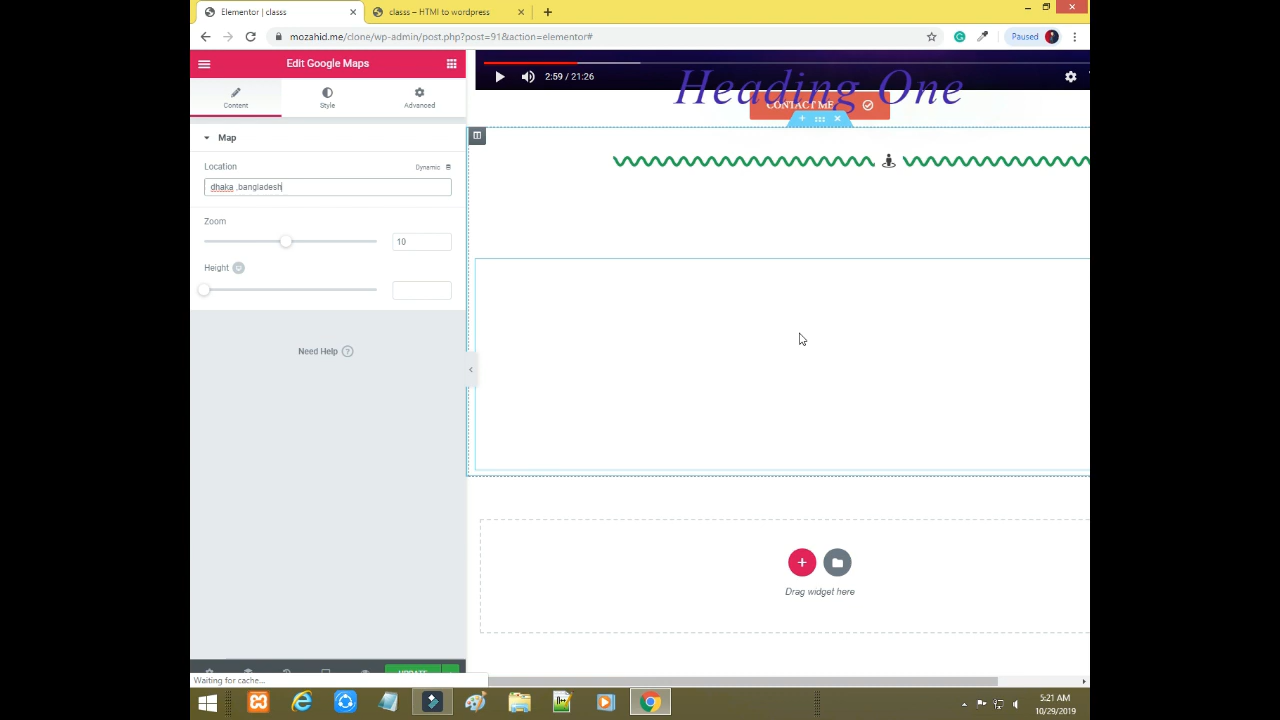 Elementor | classs
classs – HTMl to wordpress
mozahid.me/clone/wp-admin/post.php?post=91&action=elementor#
Paused
Edit Google Maps
2:59 / 21:26
Heading One
Content
Style
Advanced
CONTACT ME
Map
Location
Dynamic
dhaka ,bangladesh
Zoom
10
Height
Need Help
Drag widget here
UPDATE
Waiting for cache...
5:21 AM
10/29/2019